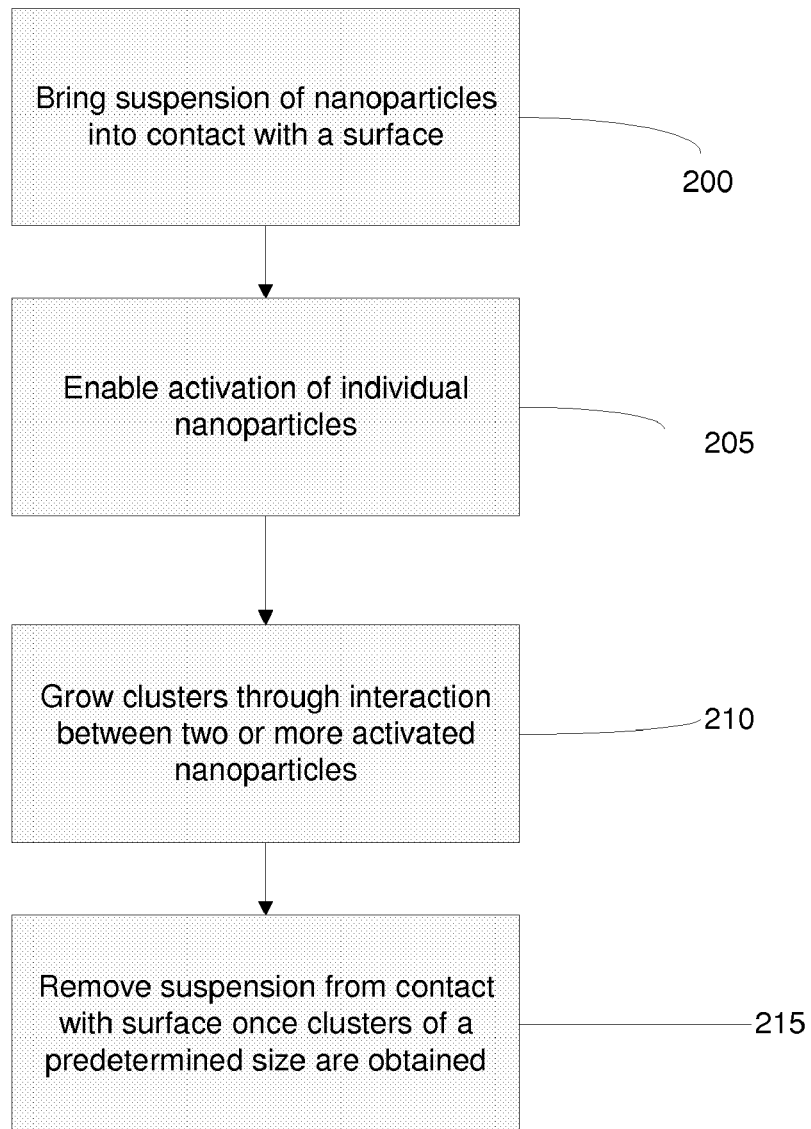 Bring suspension of nanoparticles
into contact with a surface
200
Enable activation of individual
nanoparticles
205
Grow clusters through interaction
between two or more activated
nanoparticles
210
Remove suspension from contact
with surface once clusters of a
predetermined size are obtained
215